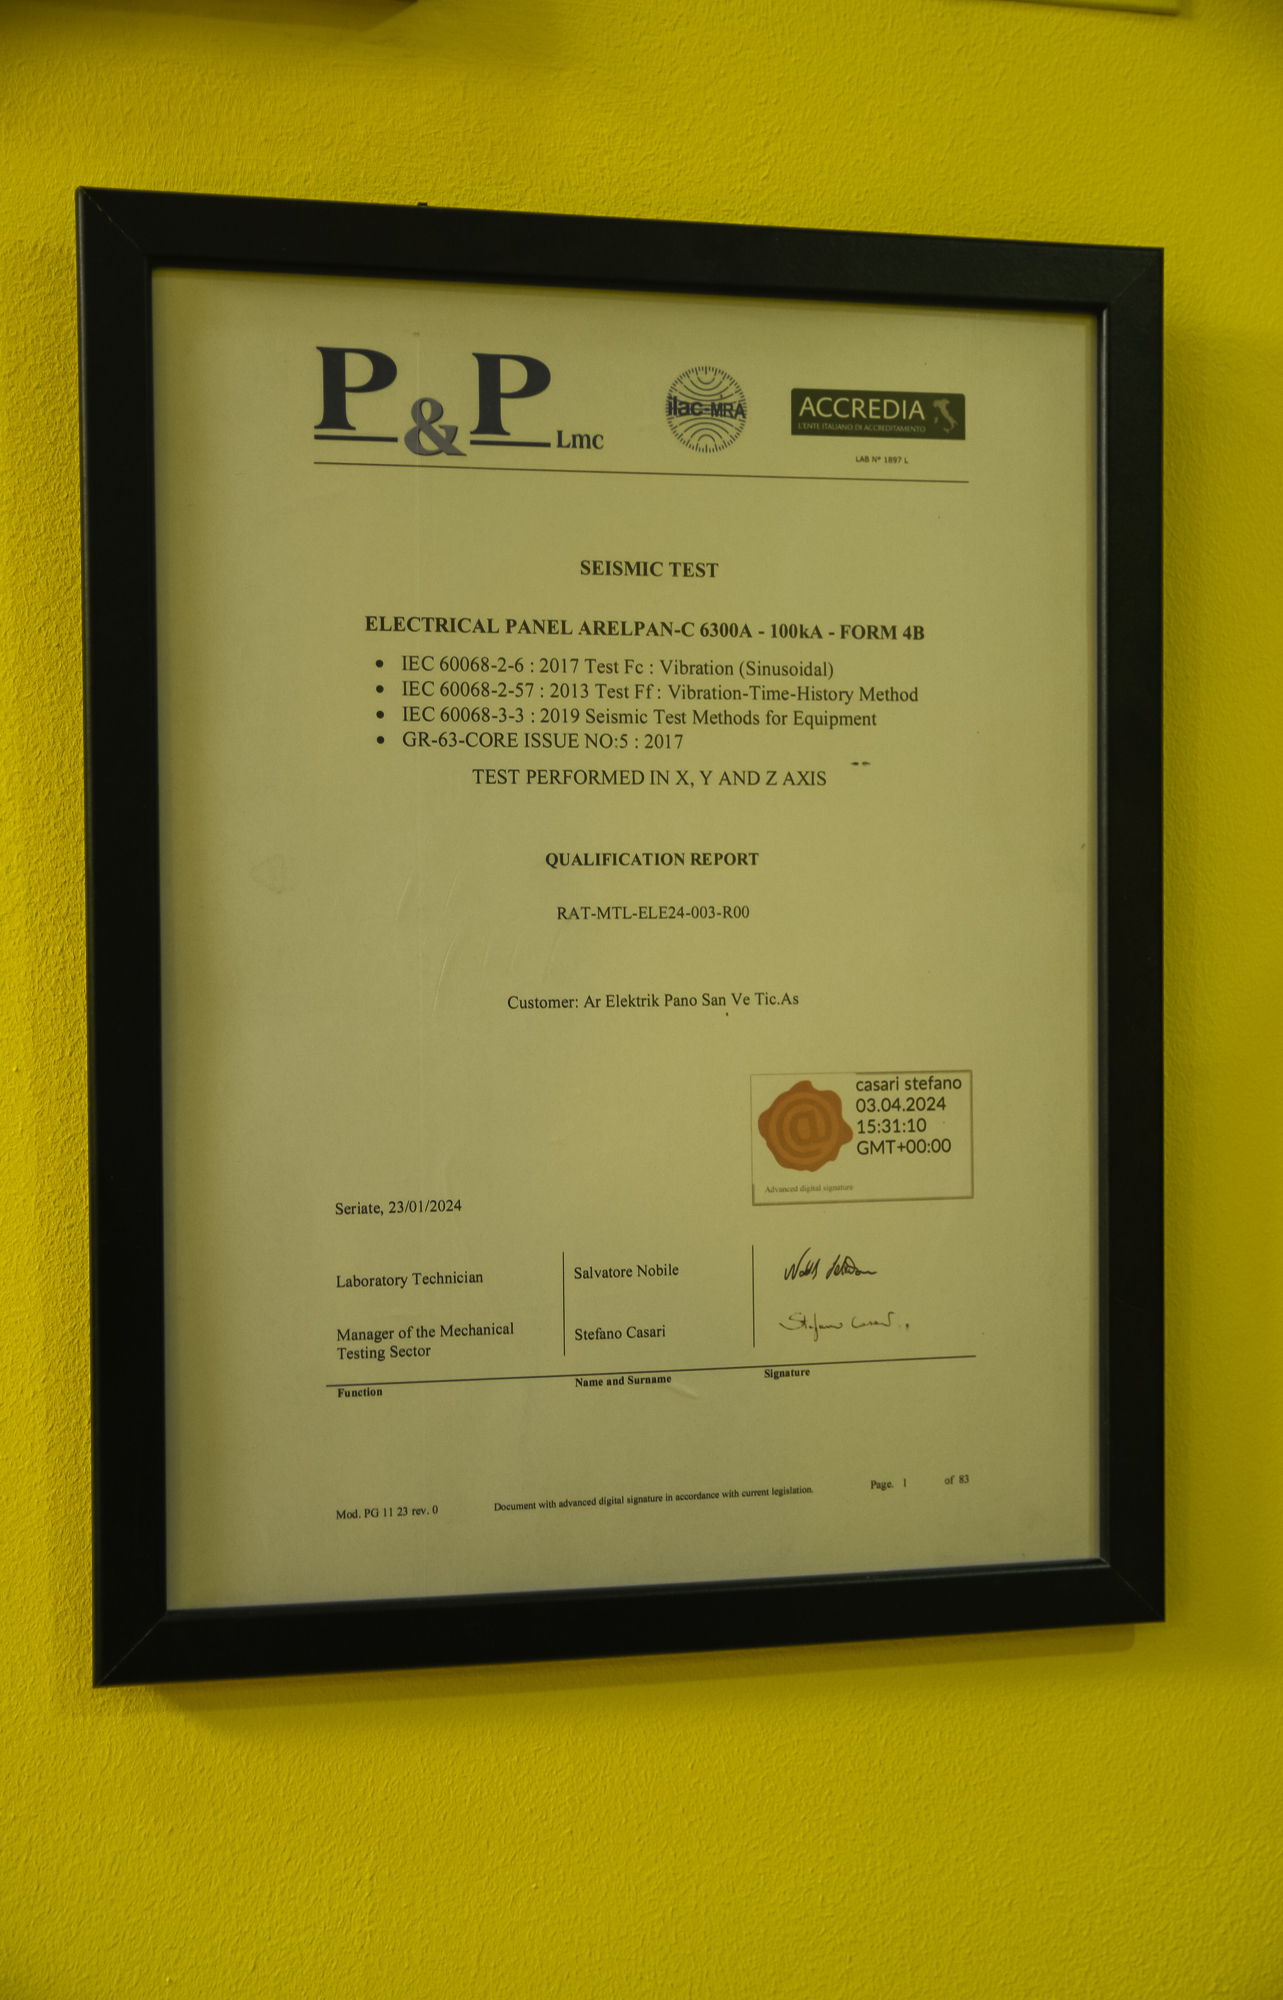 P&P Lmc
ilac-MRA
ACCREDIA
L'ENTE ITALIANO DI ACCREDITAMENTO
LAB N° 1897 L
SEISMIC TEST
ELECTRICAL PANEL ARELPAN-C 6300A - 100kA - FORM 4B
• IEC 60068-2-6 : 2017 Test Fc : Vibration (Sinusoidal)
• IEC 60068-2-57 : 2013 Test Ff : Vibration-Time-History Method
• IEC 60068-3-3 : 2019 Seismic Test Methods for Equipment
• GR-63-CORE ISSUE NO:5 : 2017
TEST PERFORMED IN X, Y AND Z AXIS
QUALIFICATION REPORT
RAT-MTL-ELE24-003-R00
Customer: Ar Elektrik Pano San Ve Tic.As
casari stefano
03.04.2024
15:31:10
GMT+00:00
Advanced digital signature
Seriate, 23/01/2024
Laboratory Technician Salvatore Nobile
Manager of the Mechanical
Testing Sector Stefano Casari Stefano Casari
Function Name and Surname Signature
Mod. PG 11 23 rev. 0 Document with advanced digital signature in accordance with current legislation. Page. 1 of 83